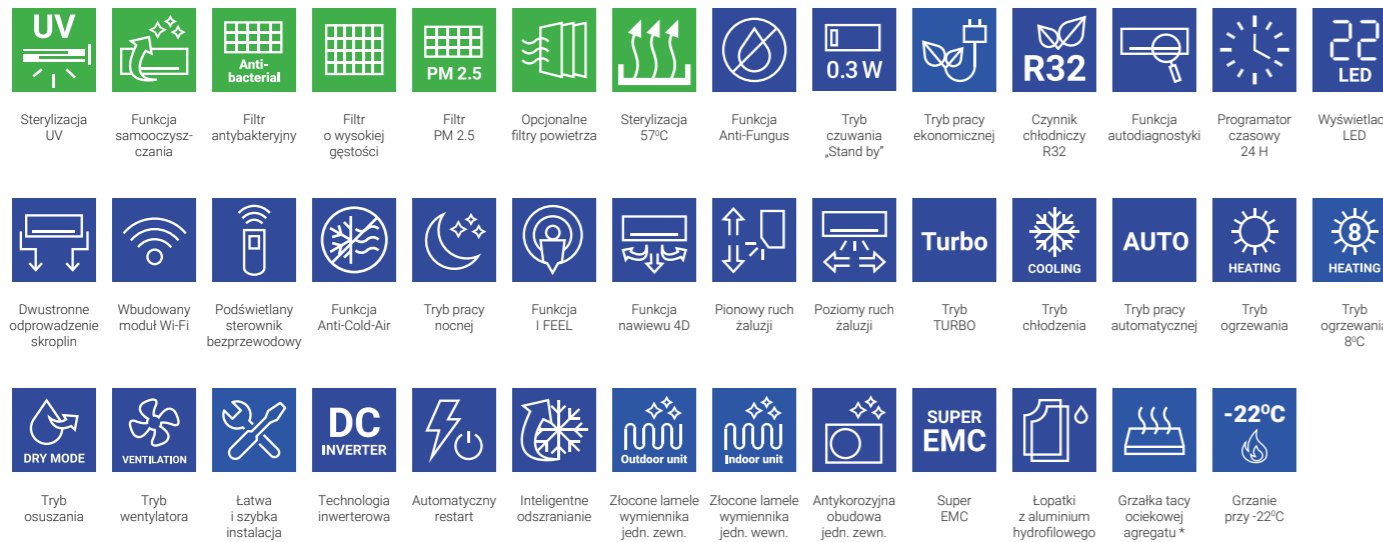 UV
Anti-
bacterial
PM 2.5
0.3 W
R32
22
LED
Sterylizacja
UV
Funkcja
samooczysz-
czania
Filtr
antybakteryjny
Filtr
o wysokiej
gęstości
Filtr
PM 2.5
Opcjonalne
filtry powietrza
Sterylizacja
57ºC
Funkcja
Anti-Fungus
Tryb
czuwania
„Stand by”
Tryb pracy
ekonomicznej
Czynnik
chłodniczy
R32
Funkcja
autodiagnostyki
Programator
czasowy
24 H
Wyświetlac
LED
Turbo
COOLING
AUTO
HEATING
8
HEATING
Dwustronne
odprowadzenie
skroplin
Wbudowany
moduł Wi-Fi
Podświetlany
sterownik
bezprzewodowy
Funkcja
Anti-Cold-Air
Tryb pracy
nocnej
Funkcja
I FEEL
Funkcja
nawiewu 4D
Pionowy ruch
żaluzji
Poziomy ruch
żaluzji
Tryb
TURBO
Tryb
chłodzenia
Tryb pracy
automatycznej
Tryb
ogrzewania
Tryb
ogrzewania
8ºC
DRY MODE
VENTILATION
DC
INVERTER
Outdoor unit
Indoor unit
SUPER
EMC
-22ºC
Tryb
osuszania
Tryb
wentylatora
Łatwa
i szybka
instalacja
Technologia
inwerterowa
Automatyczny
restart
Inteligentne
odszranianie
Złocone lamele
wymiennika
jedn. zewn.
Złocone lamele
wymiennika
jedn. wewn.
Antykorozyjna
obudowa
jedn. zewn.
Super
EMC
Łopatki
z aluminium
hydrofilowego
Grzałka tacy
ociekowej
agregatu *
Grzanie
przy -22ºC